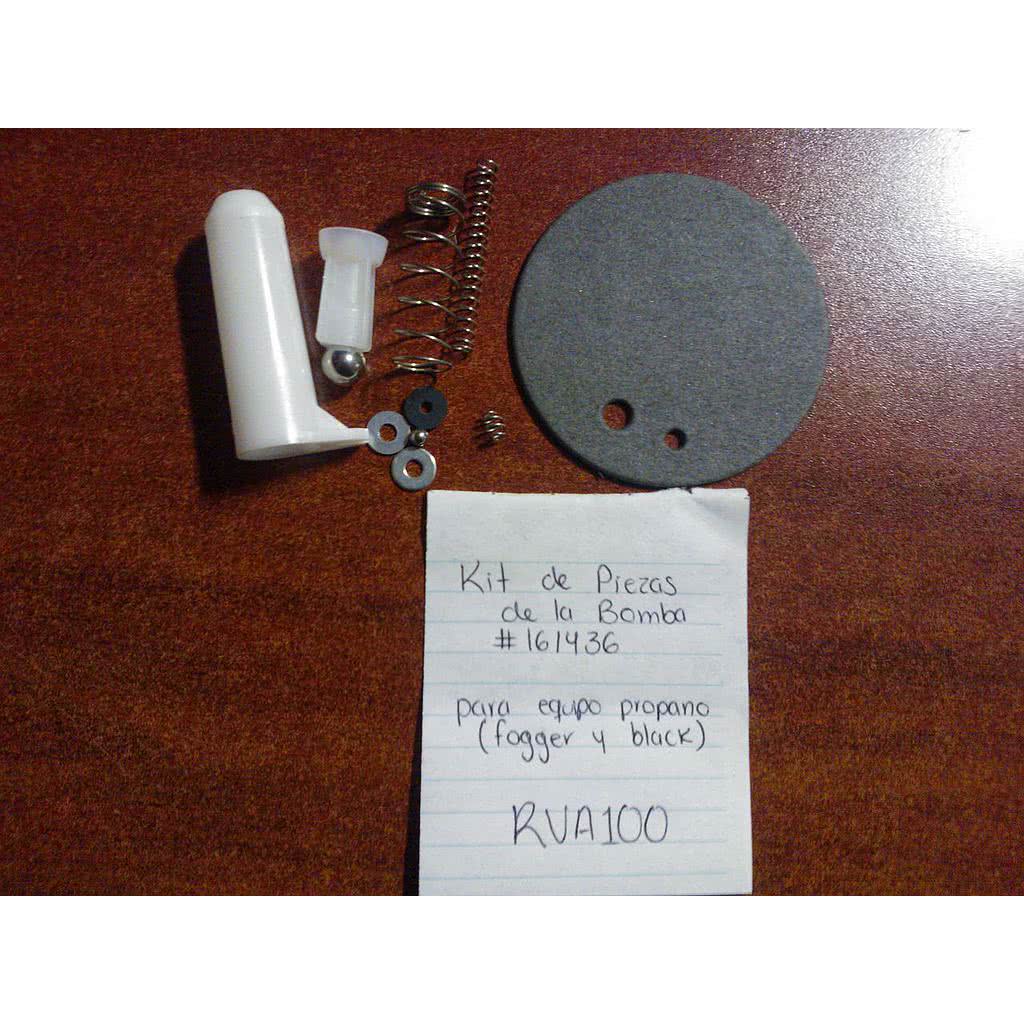 Kit de Piezas
de la Bomba
#161436
para equipo propano
(fogger y black)
RVA100